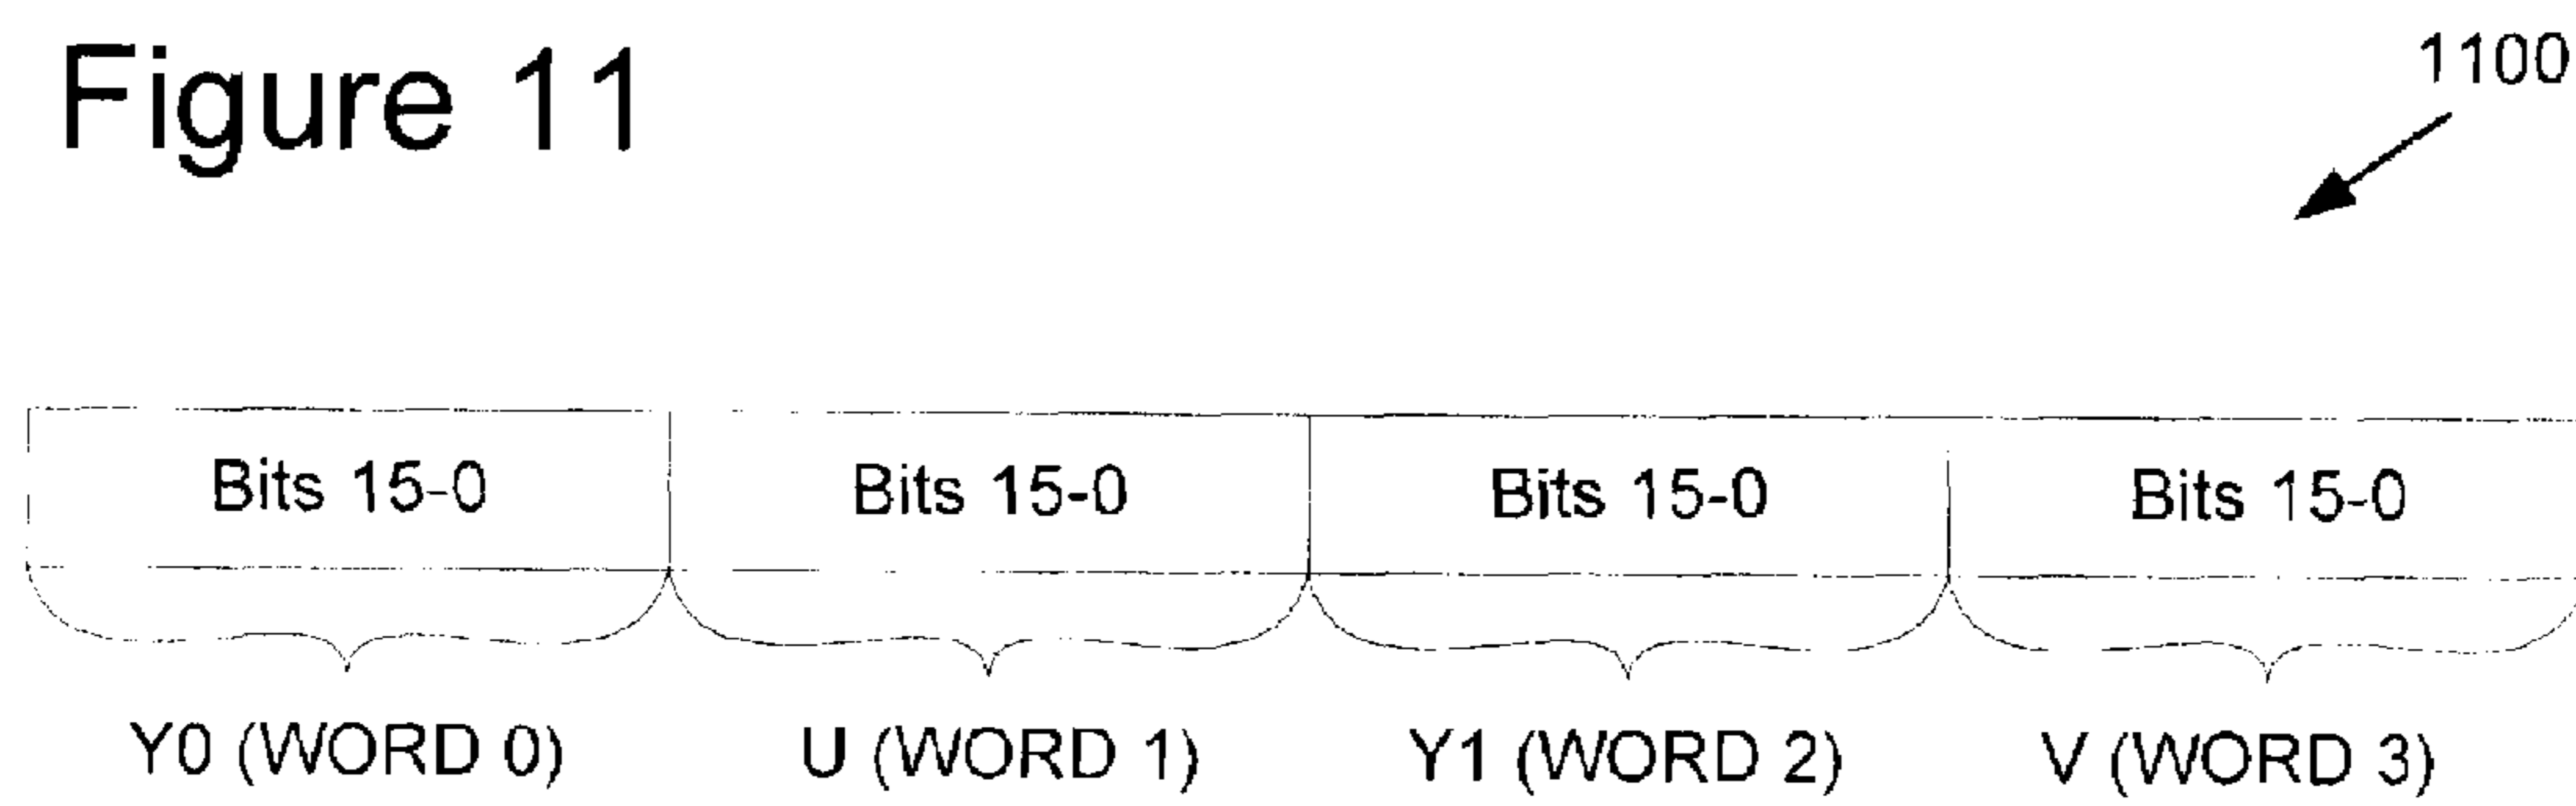 Figure 11
1100
Bits 15-0 Bits 15-0 Bits 15-0 Bits 15-0
Y0 (WORD 0) U (WORD 1) Y1 (WORD 2) V (WORD 3)